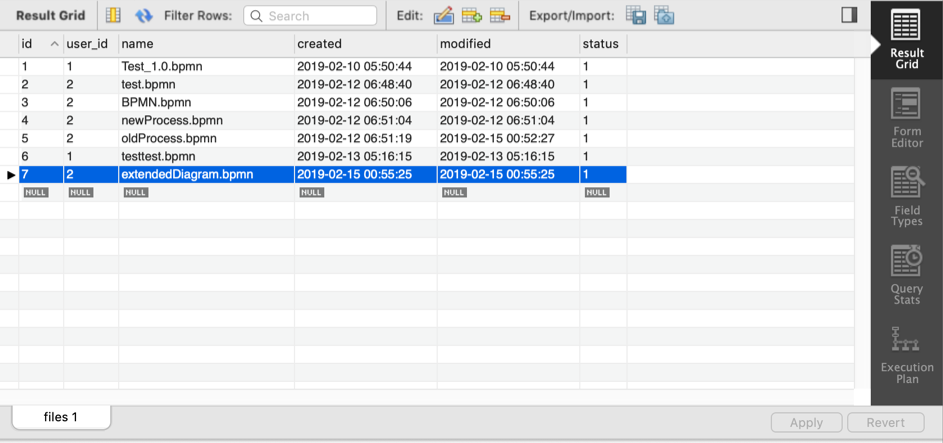 Result Grid Filter Rows: Search Edit: Export/Import:
id user_id name created modified status
1 1 Test_1.0.bpmn 2019-02-10 05:50:44 2019-02-10 05:50:44 1
2 2 test.bpmn 2019-02-12 06:48:40 2019-02-12 06:48:40 1
3 2 BPMN.bpmn 2019-02-12 06:50:06 2019-02-12 06:50:06 1
4 2 newProcess.bpmn 2019-02-12 06:51:04 2019-02-12 06:51:04 1
5 2 oldProcess.bpmn 2019-02-12 06:51:19 2019-02-15 00:52:27 1
6 1 testtest.bpmn 2019-02-13 05:16:15 2019-02-13 05:16:15 1
7 2 extendedDiagram.bpmn 2019-02-15 00:55:25 2019-02-15 00:55:25 1
NULL NULL NULL NULL NULL NULL
Result
Grid
Form
Editor
Field
Types
Query
Stats
Execution
Plan
files 1
Apply Revert